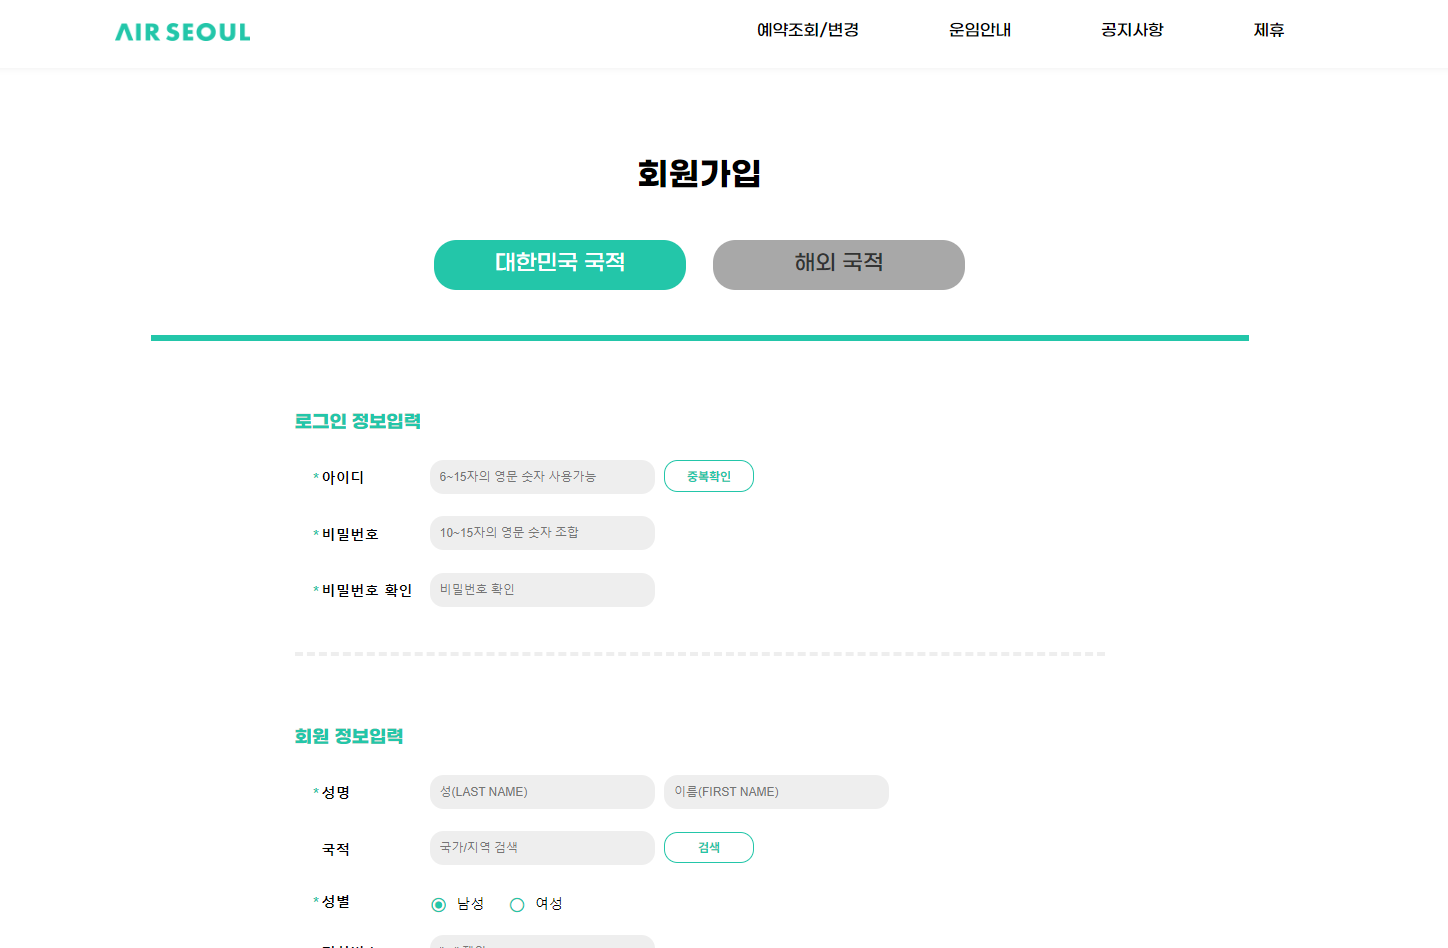 AIR SEOUL 예약조회/변경 운임안내 공지사항 제휴
회원가입
대한민국 국적 해외 국적
로그인 정보입력
*아이디 6~15자의 영문 숫자 사용가능 중복확인
*비밀번호 10~15자의 영문 숫자 조합
*비밀번호 확인 비밀번호 확인
회원 정보입력
*성명 성(LAST NAME) 이름(FIRST NAME)
국적 국가/지역 검색 검색
*성별 남성 여성